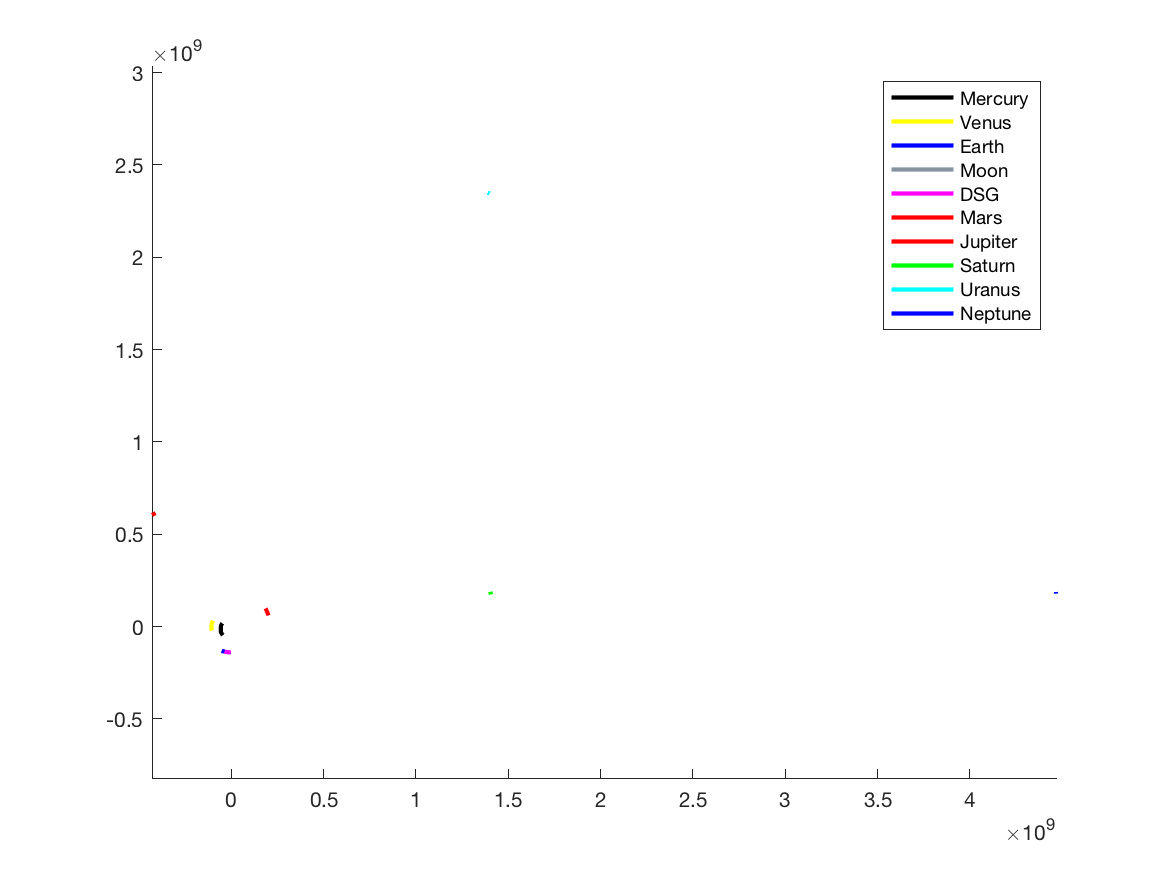 ×10⁹
3
2.5
2
1.5
1
0.5
0
-0.5
0 0.5 1 1.5 2 2.5 3 3.5 4
×10⁹
Mercury
Venus
Earth
Moon
DSG
Mars
Jupiter
Saturn
Uranus
Neptune